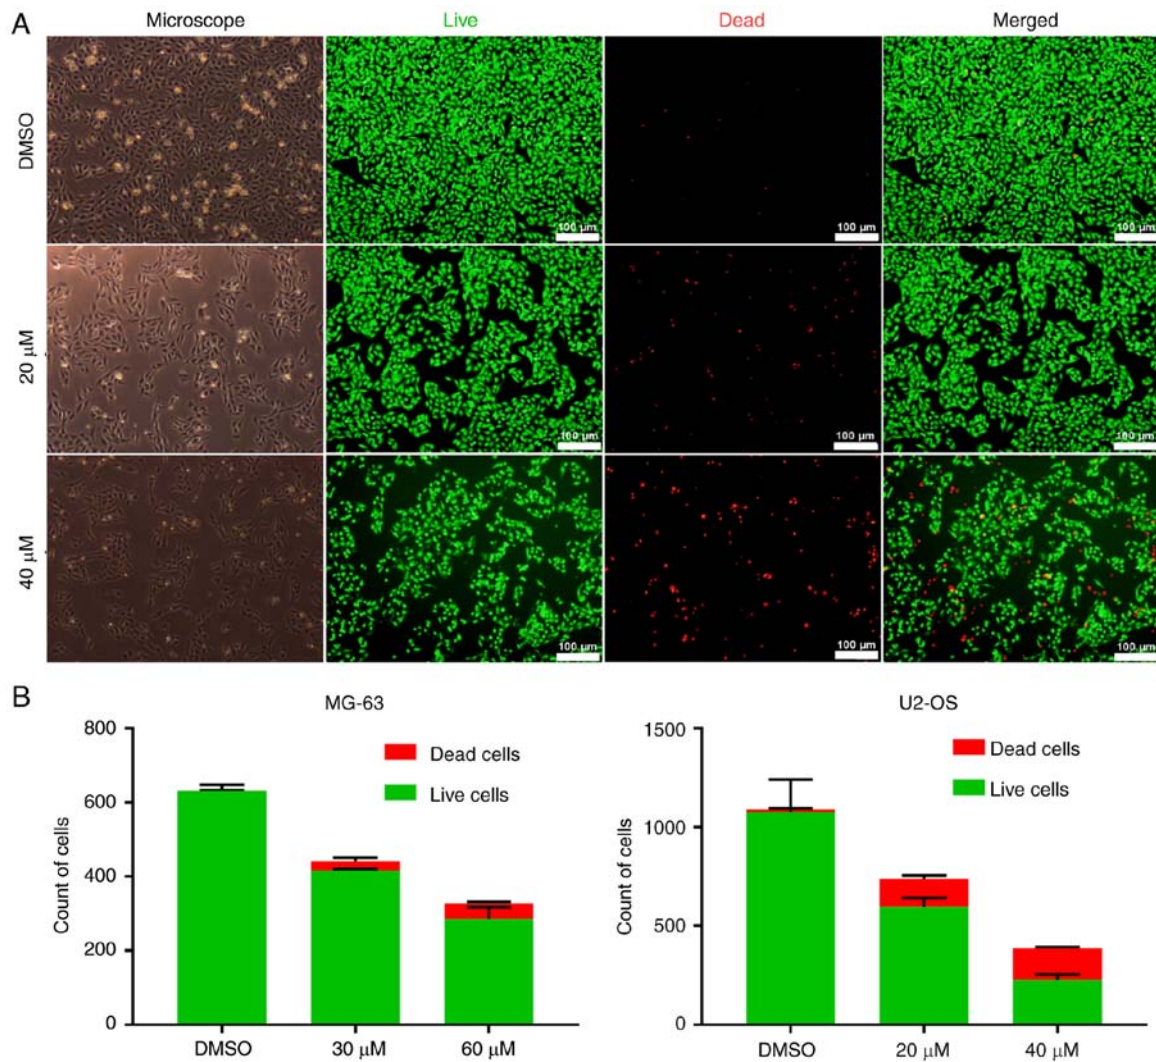 A
Microscope Live Dead Merged
DMSO
100 µm 100 µm 100 µm
20 µM
100 µm 100 µm 100 µm
40 µM
100 µm 100 µm 100 µm
B
MG-63
800
600
400
200
0
Count of cells
Dead cells
Live cells
DMSO 30 µM 60 µM
U2-OS
1500
1000
500
0
Count of cells
Dead cells
Live cells
DMSO 20 µM 40 µM